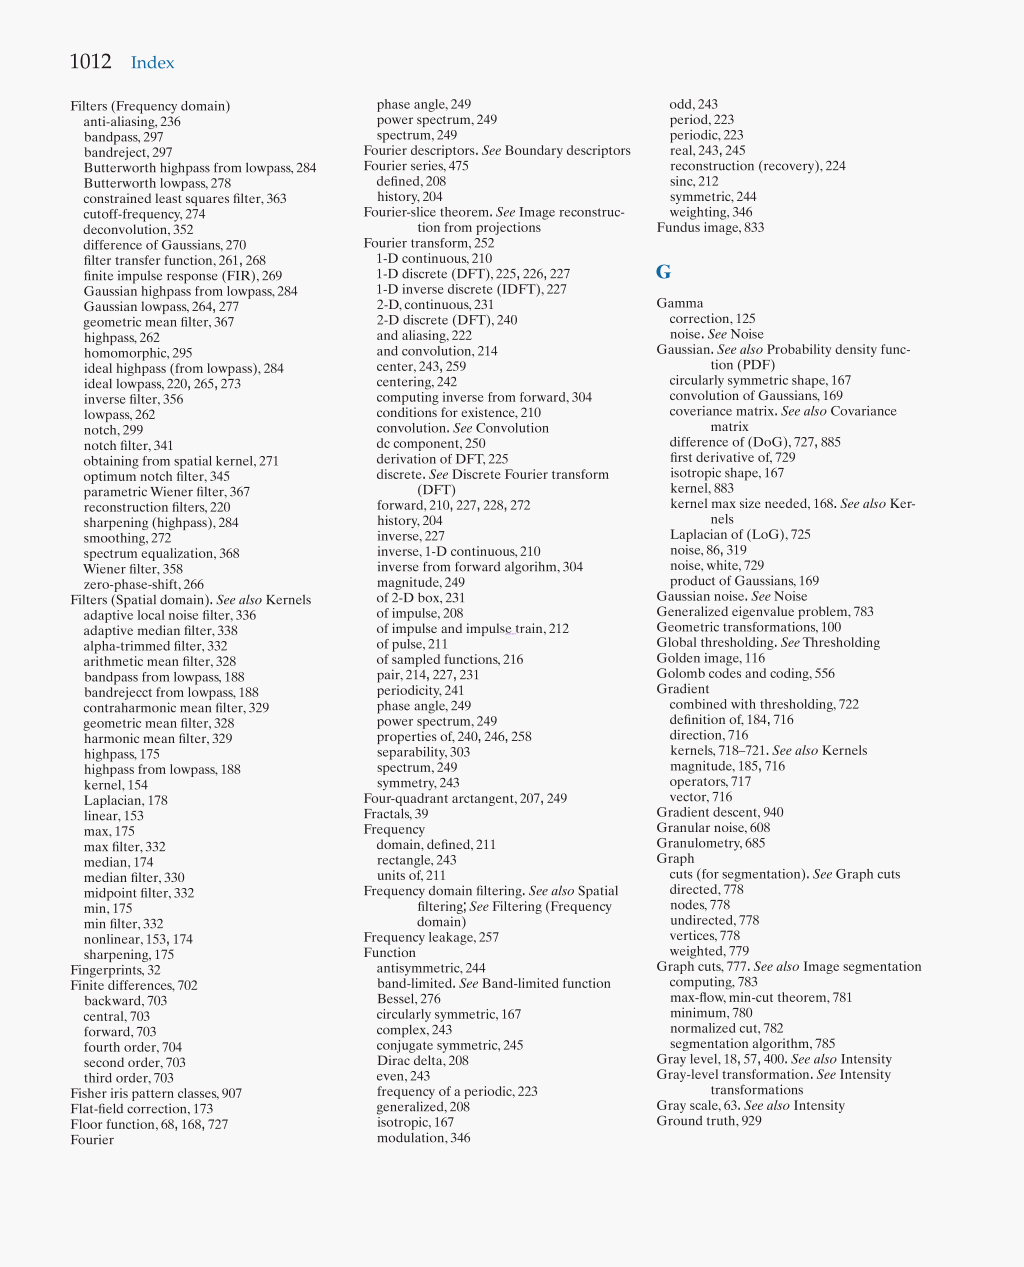 1012 Index
Filters (Frequency domain)
anti-aliasing, 236
bandpass, 297
bandreject, 297
Butterworth highpass from lowpass, 284
Butterworth lowpass, 278
constrained least squares filter, 363
cutoff-frequency, 274
deconvolution, 352
difference of Gaussians, 270
filter transfer function, 261, 268
finite impulse response (FIR), 269
Gaussian highpass from lowpass, 284
Gaussian lowpass, 264, 277
geometric mean filter, 367
highpass, 262
homomorphic, 295
ideal highpass (from lowpass), 284
ideal lowpass, 220, 265, 273
inverse filter, 356
lowpass, 262
notch, 299
notch filter, 341
obtaining from spatial kernel, 271
optimum notch filter, 345
parametric Wiener filter, 367
reconstruction filters, 220
sharpening (highpass), 284
smoothing, 272
spectrum equalization, 368
Wiener filter, 358
zero-phase-shift, 266
Filters (Spatial domain). See also Kernels
adaptive local noise filter, 336
adaptive median filter, 338
alpha-trimmed filter, 332
arithmetic mean filter, 328
bandpass from lowpass, 188
bandrejecct from lowpass, 188
contraharmonic mean filter, 329
geometric mean filter, 328
harmonic mean filter, 329
highpass, 175
highpass from lowpass, 188
kernel, 154
Laplacian, 178
linear, 153
max, 175
max filter, 332
median, 174
median filter, 330
midpoint filter, 332
min, 175
min filter, 332
nonlinear, 153, 174
sharpening, 175
Fingerprints, 32
Finite differences, 702
backward, 703
central, 703
forward, 703
fourth order, 704
second order, 703
third order, 703
Fisher iris pattern classes, 907
Flat-field correction, 173
Floor function, 68, 168, 727
Fourier
phase angle, 249
power spectrum, 249
spectrum, 249
Fourier descriptors. See Boundary descriptors
Fourier series, 475
defined, 208
history, 204
Fourier-slice theorem. See Image reconstruc-
tion from projections
Fourier transform, 252
1-D continuous, 210
1-D discrete (DFT), 225, 226, 227
1-D inverse discrete (IDFT), 227
2-D, continuous, 231
2-D discrete (DFT), 240
and aliasing, 222
and convolution, 214
center, 243, 259
centering, 242
computing inverse from forward, 304
conditions for existence, 210
convolution. See Convolution
dc component, 250
derivation of DFT, 225
discrete. See Discrete Fourier transform
(DFT)
forward, 210, 227, 228, 272
history, 204
inverse, 227
inverse, 1-D continuous, 210
inverse from forward algorihm, 304
magnitude, 249
of 2-D box, 231
of impulse, 208
of impulse and impulse train, 212
of pulse, 211
of sampled functions, 216
pair, 214, 227, 231
periodicity, 241
phase angle, 249
power spectrum, 249
properties of, 240, 246, 258
separability, 303
spectrum, 249
symmetry, 243
Four-quadrant arctangent, 207, 249
Fractals, 39
Frequency
domain, defined, 211
rectangle, 243
units of, 211
Frequency domain filtering. See also Spatial
filtering; See Filtering (Frequency
domain)
Frequency leakage, 257
Function
antisymmetric, 244
band-limited. See Band-limited function
Bessel, 276
circularly symmetric, 167
complex, 243
conjugate symmetric, 245
Dirac delta, 208
even, 243
frequency of a periodic, 223
generalized, 208
isotropic, 167
modulation, 346
odd, 243
period, 223
periodic, 223
real, 243, 245
reconstruction (recovery), 224
sinc, 212
symmetric, 244
weighting, 346
Fundus image, 833
G
Gamma
correction, 125
noise. See Noise
Gaussian. See also Probability density func-
tion (PDF)
circularly symmetric shape, 167
convolution of Gaussians, 169
coveriance matrix. See also Covariance
matrix
difference of (DoG), 727, 885
first derivative of, 729
isotropic shape, 167
kernel, 883
kernel max size needed, 168. See also Ker-
nels
Laplacian of (LoG), 725
noise, 86, 319
noise, white, 729
product of Gaussians, 169
Gaussian noise. See Noise
Generalized eigenvalue problem, 783
Geometric transformations, 100
Global thresholding. See Thresholding
Golden image, 116
Golomb codes and coding, 556
Gradient
combined with thresholding, 722
definition of, 184, 716
direction, 716
kernels, 718–721. See also Kernels
magnitude, 185, 716
operators, 717
vector, 716
Gradient descent, 940
Granular noise, 608
Granulometry, 685
Graph
cuts (for segmentation). See Graph cuts
directed, 778
nodes, 778
undirected, 778
vertices, 778
weighted, 779
Graph cuts, 777. See also Image segmentation
computing, 783
max-flow, min-cut theorem, 781
minimum, 780
normalized cut, 782
segmentation algorithm, 785
Gray level, 18, 57, 400. See also Intensity
Gray-level transformation. See Intensity
transformations
Gray scale, 63. See also Intensity
Ground truth, 929